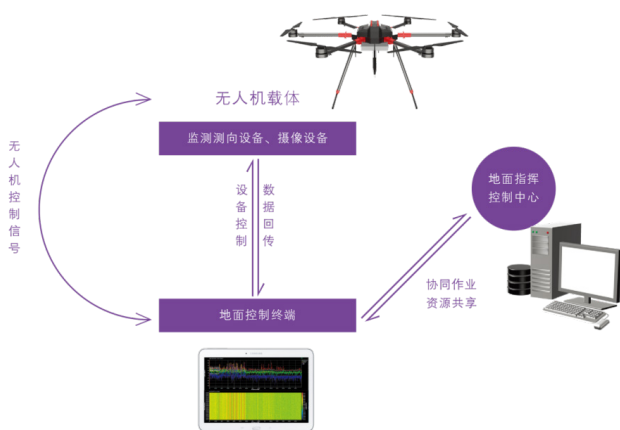 无人机载体
监测测向设备、摄像设备
无人机控制信号
设备控制
数据回传
地面指挥
控制中心
协同作业
资源共享
地面控制终端